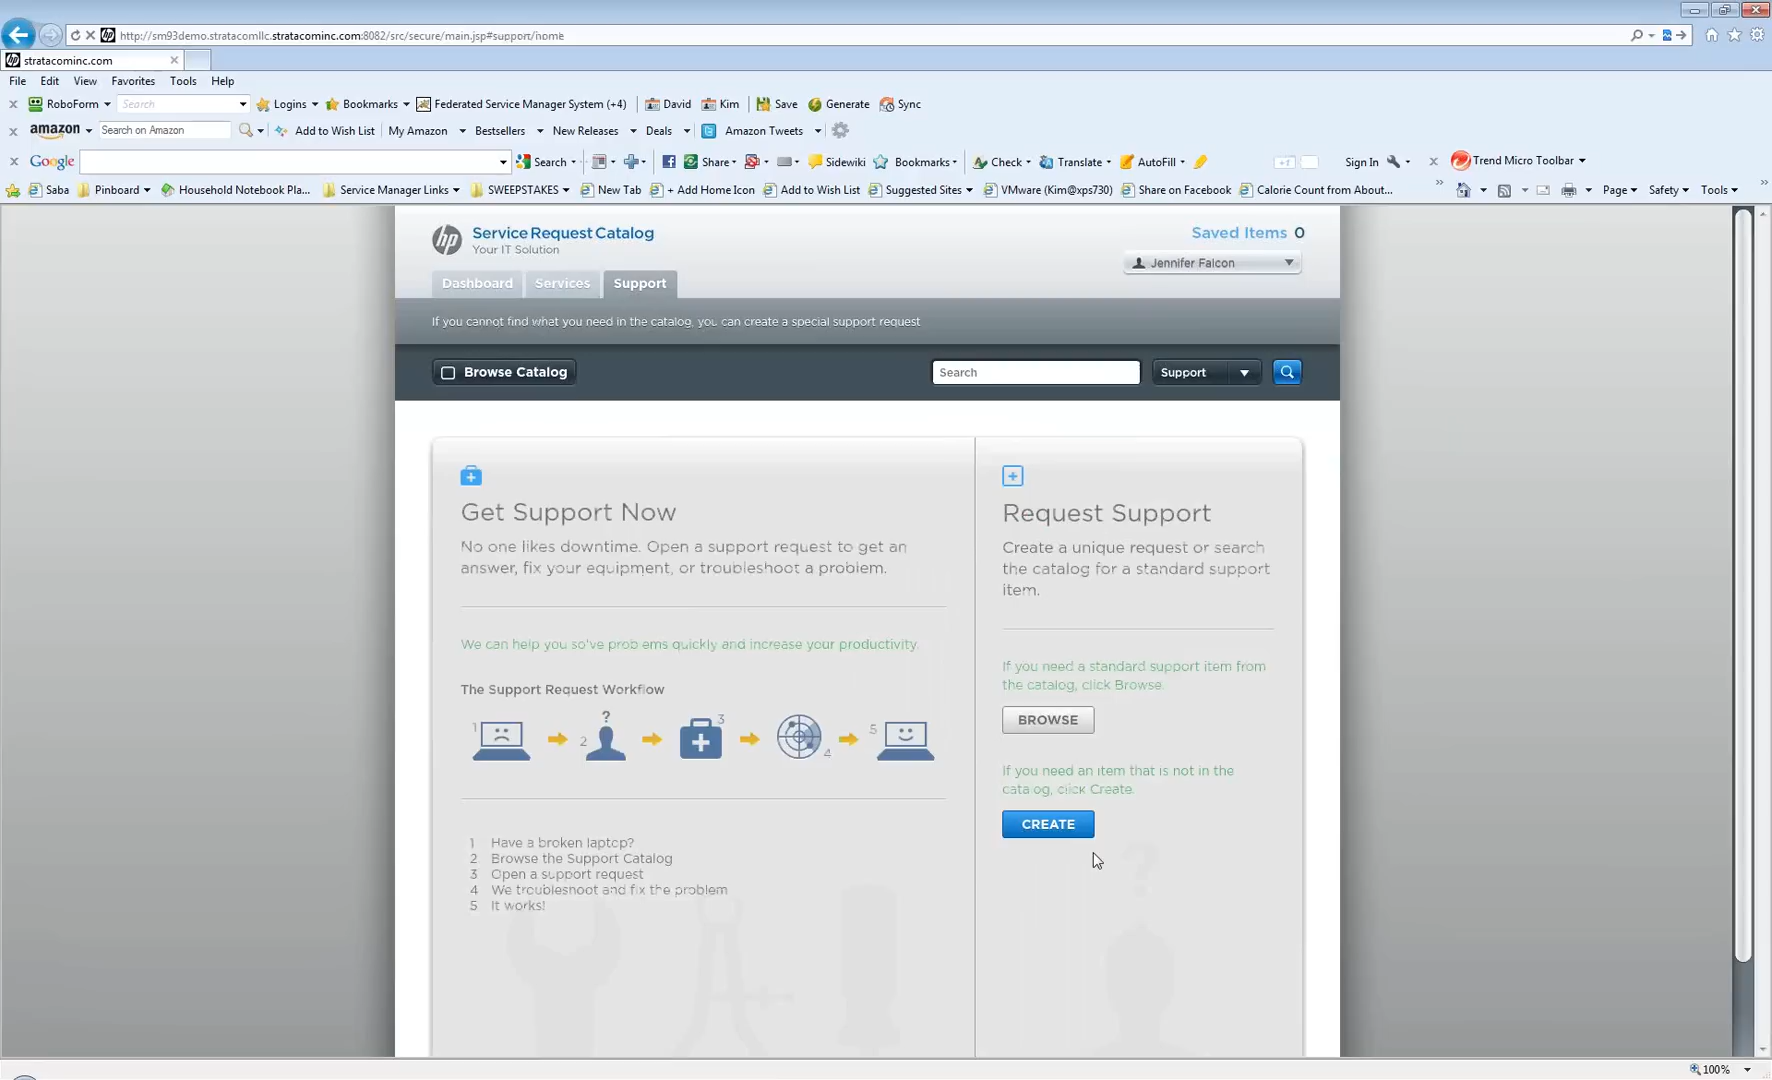 http://sm93demo.stratacomllc.stratacominc.com:8082/src/secure/main.jsp#support/home
stratacominc.com
File Edit View Favorites Tools Help
RoboForm Search Logins Bookmarks Federated Service Manager System (+4) David Kim Save Generate Sync
amazon Search on Amazon Add to Wish List My Amazon Bestsellers New Releases Deals Amazon Tweets
Google Search Share Sidewiki Bookmarks Check Translate AutoFill Sign In Trend Micro Toolbar
Saba Pinboard Household Notebook Pla... Service Manager Links SWEEPSTAKES New Tab + Add Home Icon Add to Wish List Suggested Sites VMware (Kim@xps730) Share on Facebook Calorie Count from About... Page Safety Tools
hp Service Request Catalog
Your IT Solution
Saved Items 0
Jennifer Falcon
Dashboard Services Support
If you cannot find what you need in the catalog, you can create a special support request
Browse Catalog Search Support
Get Support Now
No one likes downtime. Open a support request to get an
answer, fix your equipment, or troubleshoot a problem.
We can help you so've prob ems quickly and increase your productivity.
The Support Request Workflow
1 2 ? 3 4 5
1 Have a broken laptop?
2 Browse the Support Catalog
3 Open a support request
4 We troubleshoot and fix the problem
5 It works!
Request Support
Create a unique request or search
the catalog for a standard support
item.
If you need a standard support item from
the catalog, click Browse.
BROWSE
If you need an item that is not in the
catalog, click Create.
CREATE
100%